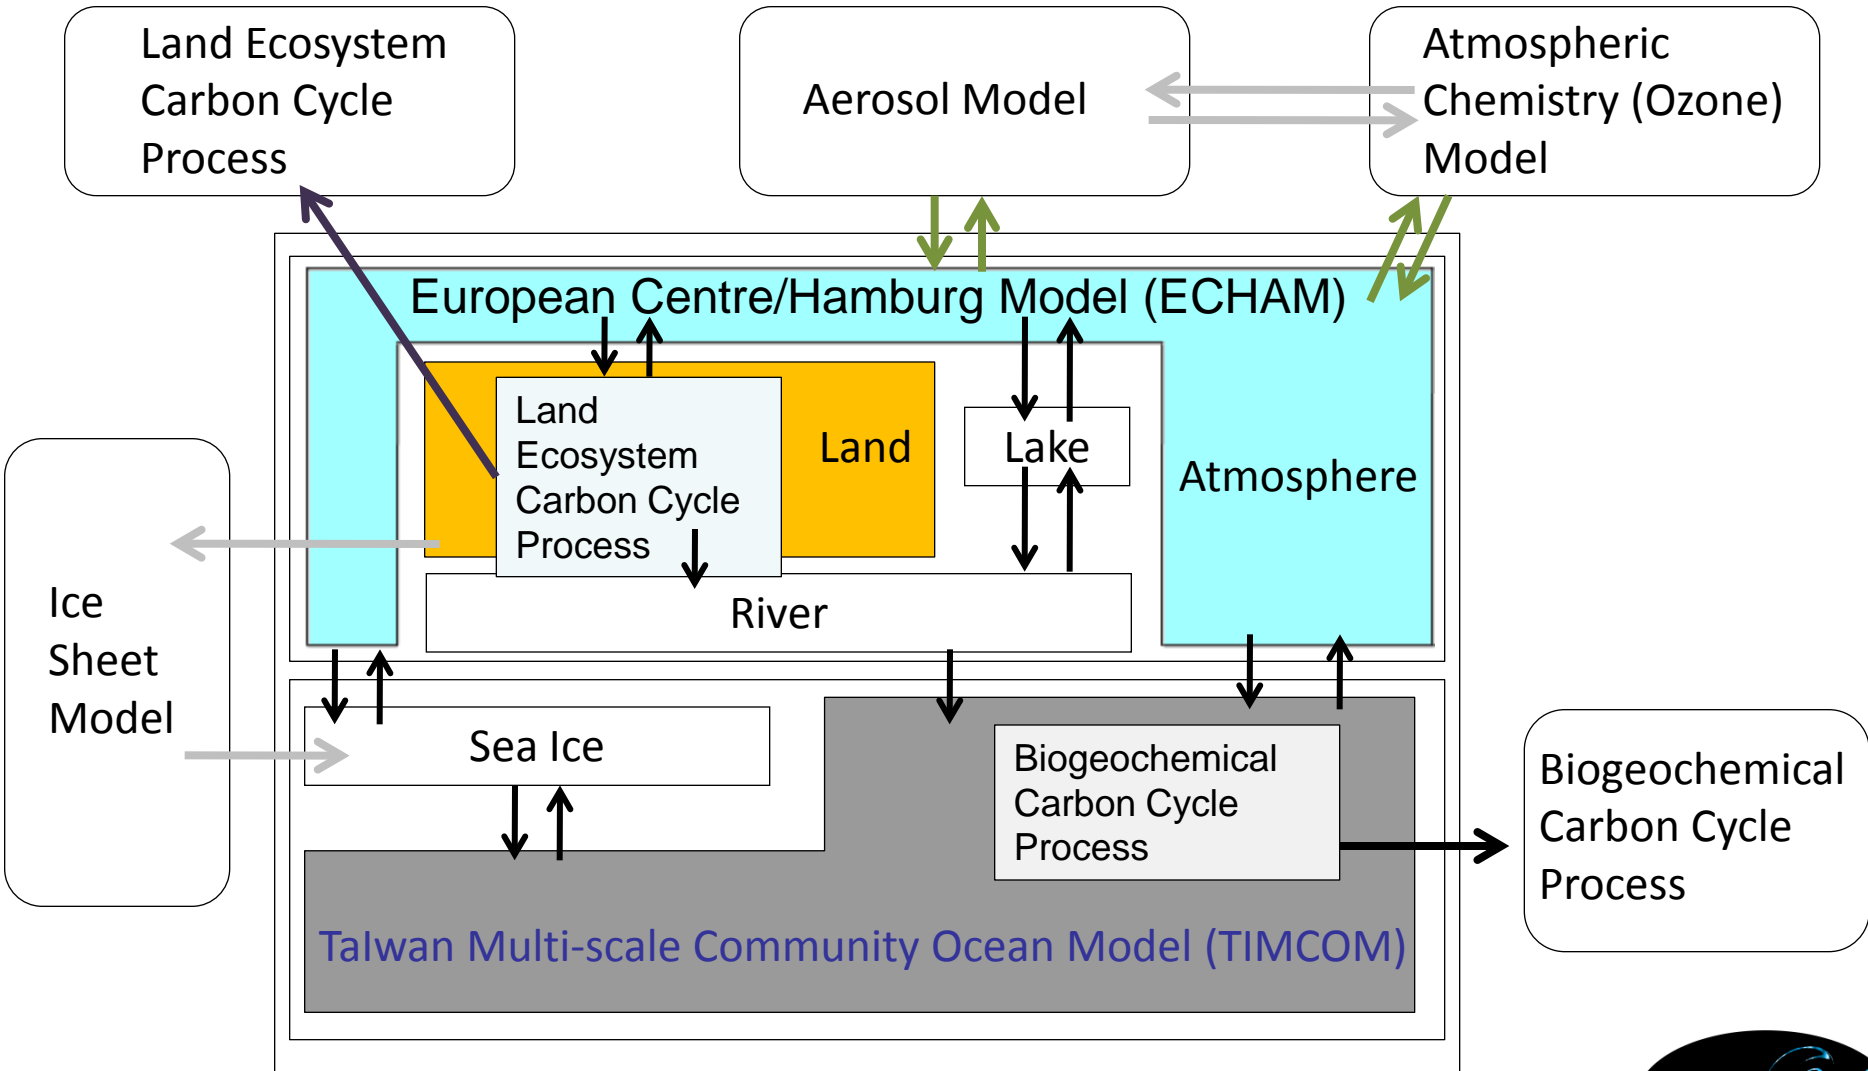 Land Ecosystem
Carbon Cycle
Process
Aerosol Model
Atmospheric
Chemistry (Ozone)
Model
European Centre/Hamburg Model (ECHAM)
Land
Ecosystem
Carbon Cycle
Process
Land
Lake
Atmosphere
River
Ice
Sheet
Model
Sea Ice
Biogeochemical
Carbon Cycle
Process
Biogeochemical
Carbon Cycle
Process
TaIwan Multi-scale Community Ocean Model (TIMCOM)